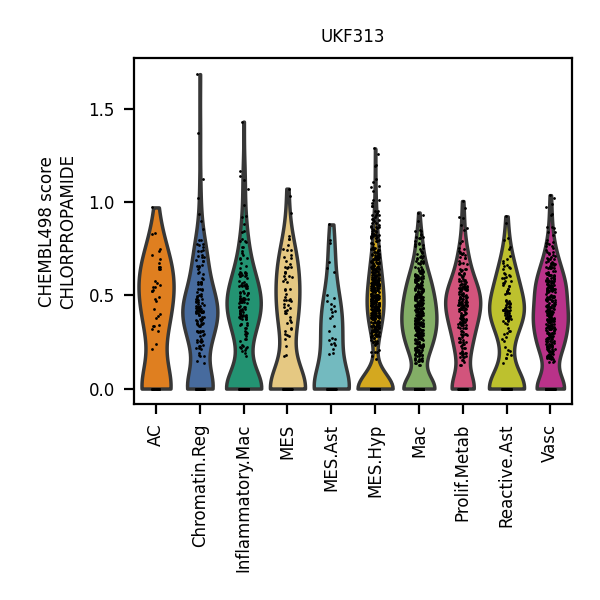 UKF313
CHEMBL498 score
CHLORPROPAMIDE
1.5
1.0
0.5
0.0
AC
Chromatin.Reg
Inflammatory.Mac
MES
MES.Ast
MES.Hyp
Mac
Prolif.Metab
Reactive.Ast
Vasc